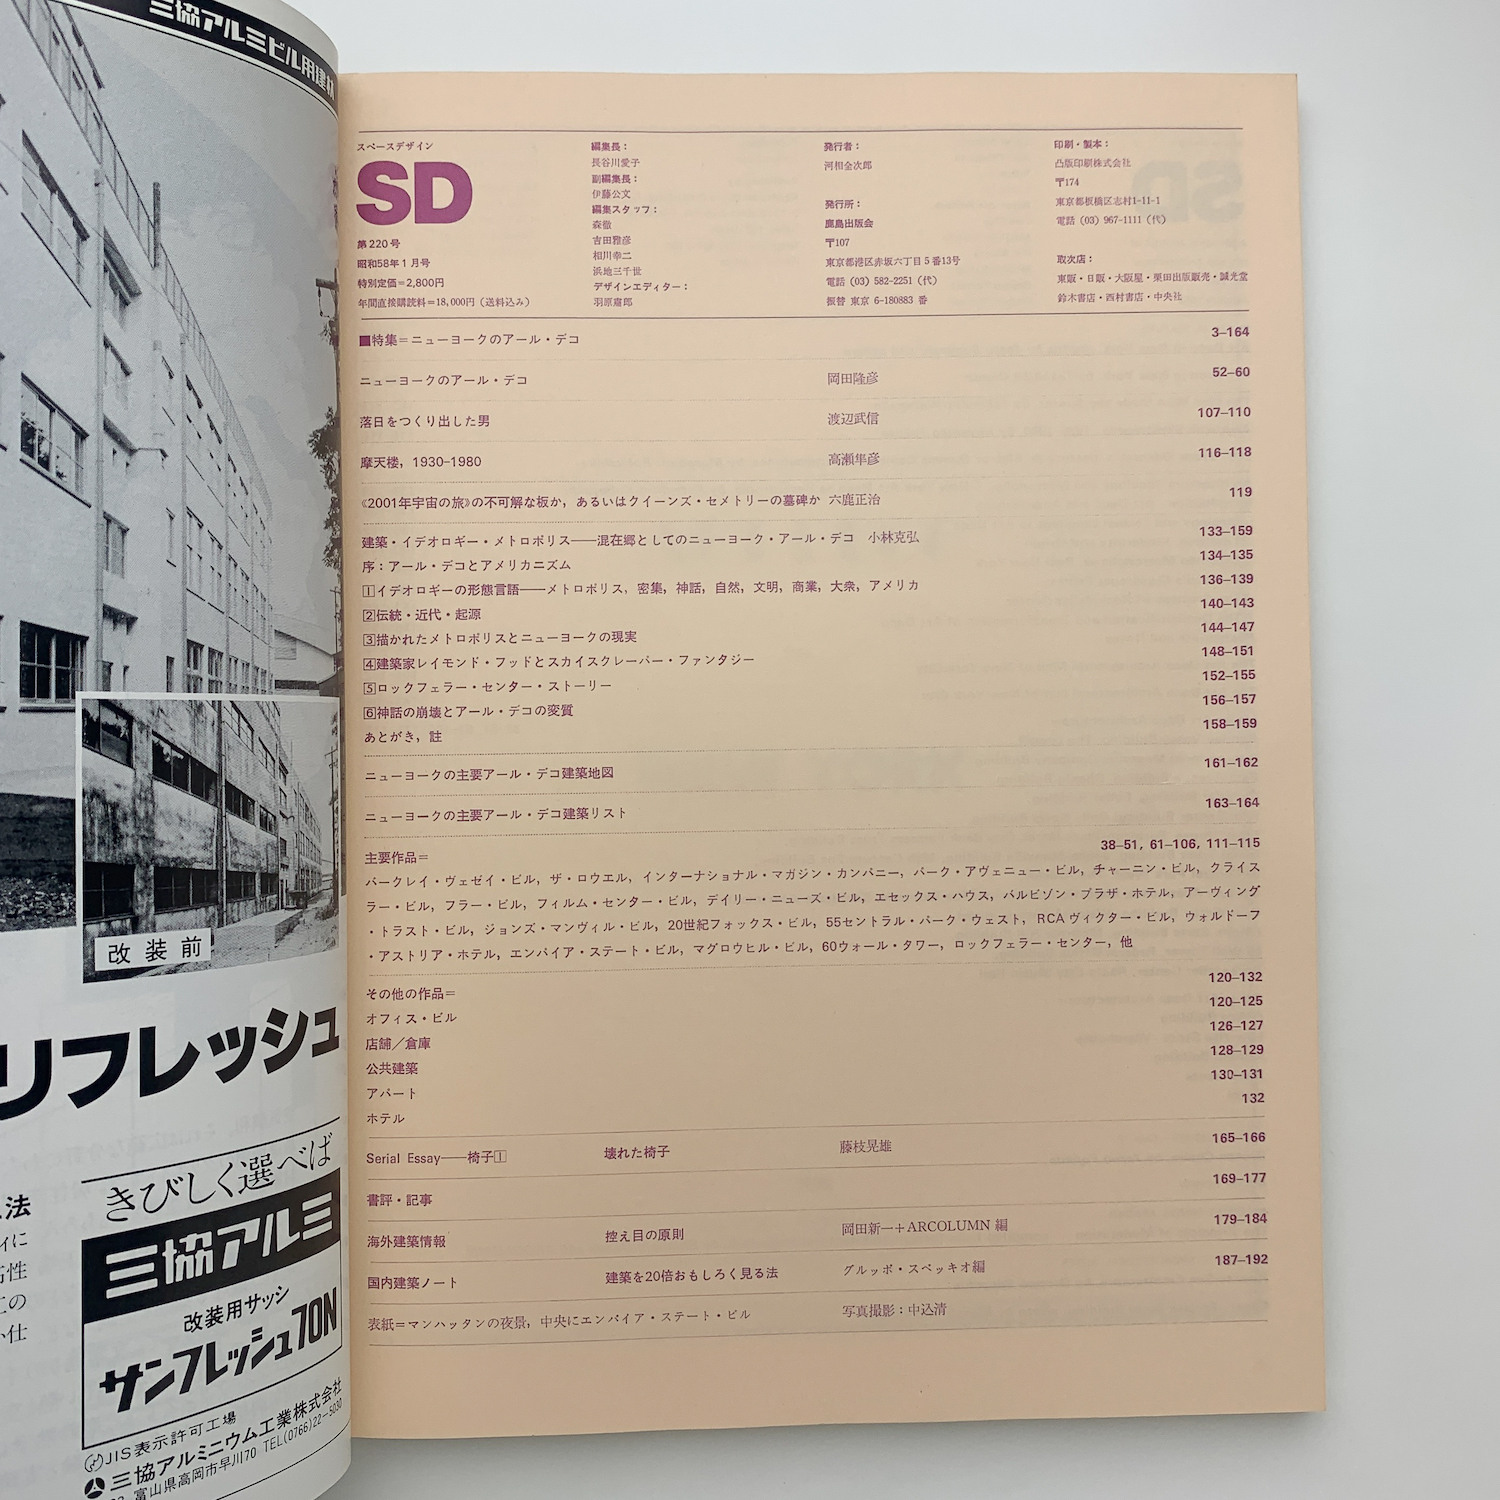 三協アルミビル用建材
改装前
リフレッシュ
法
ィに
性
この
い仕
きびしく選べば
三協アルミ
改装用サッシ
サンフレッシュ70N
JIS表示許可工場
三協アルミニウム工業株式会社
富山県高岡市早川70 TEL(0766)22-5030
スペースデザイン
SD
第220号
昭和58年1月号
特別定価=2,800円
年間直接購読料=18,000円(送料込み)
編集長:
長谷川愛子
副編集長:
伊藤公文
編集スタッフ:
森徹
吉田雅彦
相川幸二
浜地三千世
デザインエディター:
羽原粛郎
発行者:
河相全次郎
発行所:
鹿島出版会
〒107
東京都港区赤坂六丁目5番13号
電話 (03) 582-2251(代)
振替 東京 6-180883 番
印刷・製本:
凸版印刷株式会社
〒174
東京都板橋区志村1-11-1
電話 (03) 967-1111(代)
取次店:
東販・日販・大阪屋・栗田出版販売・誠光堂
鈴木書店・西村書店・中央社
■特集=ニューヨークのアール・デコ 3–164
ニューヨークのアール・デコ 岡田隆彦 52–60
落日をつくり出した男 渡辺武信 107–110
摩天楼,1930–1980 高瀬隼彦 116–118
《2001年宇宙の旅》の不可解な板か,あるいはクイーンズ・セメトリーの墓碑か 六鹿正治 119
建築・イデオロギー・メトロポリス——混在郷としてのニューヨーク・アール・デコ 小林克弘 133–159
序:アール・デコとアメリカニズム 134–135
1イデオロギーの形態言語——メトロポリス,密集,神話,自然,文明,商業,大衆,アメリカ 136–139
2伝統・近代・起源 140–143
3描かれたメトロポリスとニューヨークの現実 144–147
4建築家レイモンド・フッドとスカイスクレーパー・ファンタジー 148–151
5ロックフェラー・センター・ストーリー 152–155
6神話の崩壊とアール・デコの変質 156–157
あとがき,註 158–159
ニューヨークの主要アール・デコ建築地図 161–162
ニューヨークの主要アール・デコ建築リスト 163–164
主要作品= 38–51, 61–106, 111–115
バークレイ・ヴェゼイ・ビル,ザ・ロウエル,インターナショナル・マガジン・カンパニー,パーク・アヴェニュー・ビル,チャーニン・ビル,クライス
ラー・ビル,フラー・ビル,フィルム・センター・ビル,デイリー・ニューズ・ビル,エセックス・ハウス,バルビゾン・プラザ・ホテル,アーヴィング
・トラスト・ビル,ジョンズ・マンヴィル・ビル,20世紀フォックス・ビル,55セントラル・パーク・ウェスト,RCAヴィクター・ビル,ウォルドーフ
・アストリア・ホテル,エンパイア・ステート・ビル,マグロウヒル・ビル,60ウォール・タワー,ロックフェラー・センター,他
その他の作品= 120–132
オフィス・ビル 120–125
店舗/倉庫 126–127
公共建築 128–129
アパート 130–131
ホテル 132
Serial Essay——椅子1 壊れた椅子 藤枝晃雄 165–166
書評・記事 169–177
海外建築情報 控え目の原則 岡田新一+ARCOLUMN 編 179–184
国内建築ノート 建築を20倍おもしろく見る法 グルッポ・スペッキオ編 187–192
表紙=マンハッタンの夜景,中央にエンパイア・ステート・ビル 写真撮影:中込清